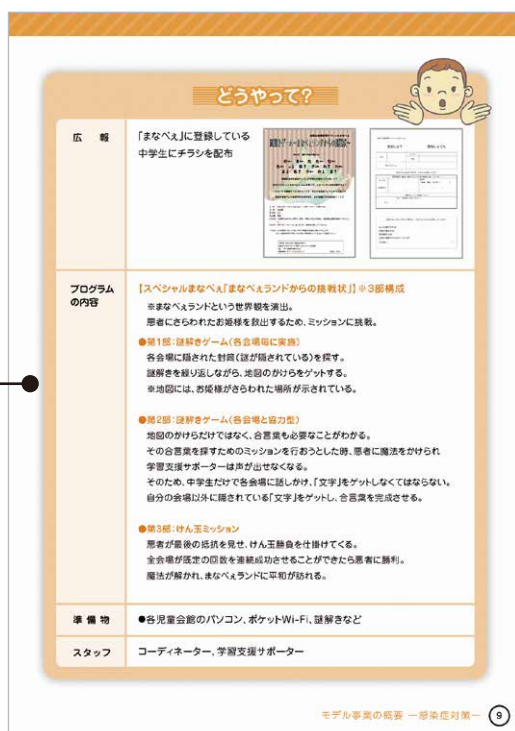 どうやって?
広 報
「まなべぇ」に登録している
中学生にチラシを配布
プログラム
の内容
【スペシャルまなべぇ「まなべぇランドからの挑戦状」】※3部構成
※まなべぇランドという世界観を演出。
悪者にさらわれたお姫様を救出するため、ミッションに挑戦。
●第1部:謎解きゲーム(各会場毎に実施)
各会場に隠された封筒(謎が隠されている)を探す。
謎解きを繰り返しながら、地図のかけらをゲットする。
※地図には、お姫様がさらわれた場所が示されている。
●第2部:謎解きゲーム(各会場と協力型)
地図のかけらだけではなく、合言葉も必要なことがわかる。
その合言葉を探すためのミッションを行おうとした時、悪者に魔法をかけられ
学習支援サポーターは声が出せなくなる。
そのため、中学生だけで各会場に話しかけ、「文字」をゲットしなくてはならない。
自分の会場以外に隠されている「文字」をゲットし、合言葉を完成させる。
●第3部:けん玉ミッション
悪者が最後の抵抗を見せ、けん玉勝負を仕掛けてくる。
全会場が既定の回数を連続成功させることができたら悪者に勝利。
魔法が解かれ、まなべぇランドに平和が訪れる。
準 備 物
●各児童会館のパソコン、ポケットWi-Fi、謎解きなど
スタッフ
コーディネーター、学習支援サポーター
モデル事業の概要 ―感染症対策― 9